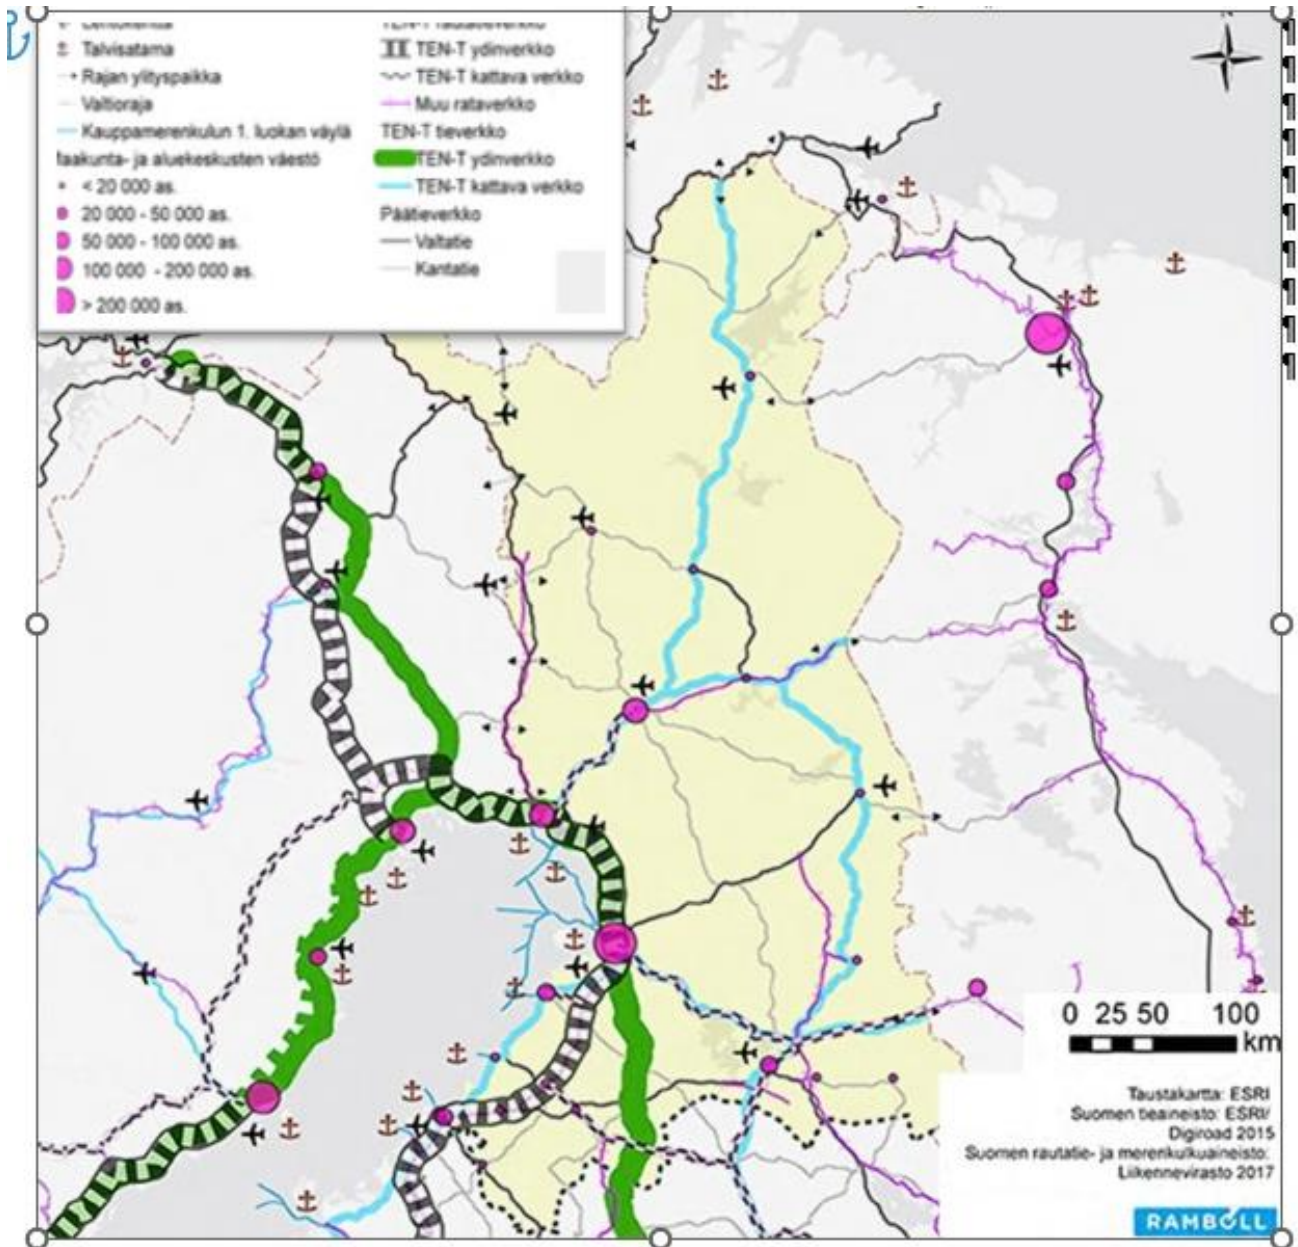 Talvisatama
Rajan ylityspaikka
Valtioraja
Kauppamerenkulun 1. luokan väylä
aakunta- ja aluekeskusten väestö
< 20 000 as.
20 000 - 50 000 as.
50 000 - 100 000 as.
100 000 - 200 000 as.
> 200 000 as.
TEN-T ydinverkko
TEN-T kattava verkko
Muu rataverkko
TEN-T tieverkko
TEN-T ydinverkko
TEN-T kattava verkko
Päätieverkko
Valtatie
Kantatie
0 25 50 100
km
Taustakartta: ESRI
Suomen tieaineisto: ESRI/
Digiroad 2015
Suomen rautatie- ja merenkulkuaineisto:
Liikennevirasto 2017
RAMBOLL